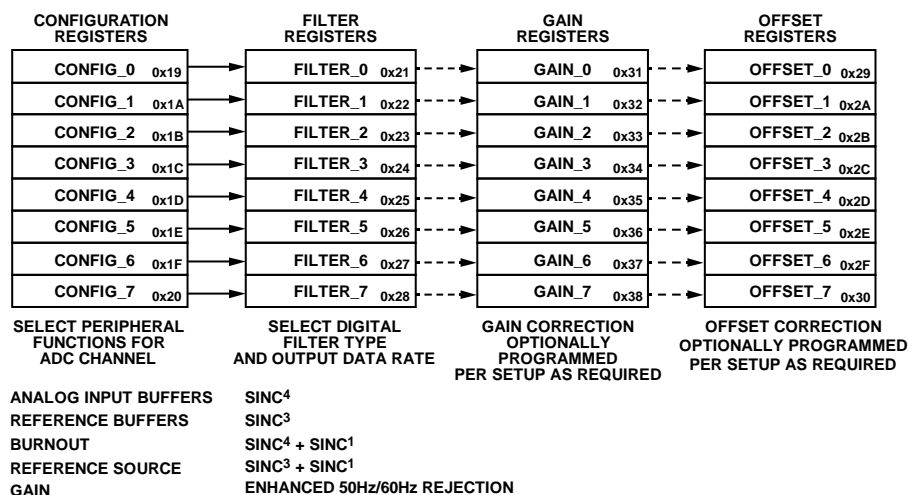 CONFIGURATION REGISTERS
FILTER REGISTERS
GAIN REGISTERS
OFFSET REGISTERS
CONFIG_0 0x19 FILTER_0 0x21 GAIN_0 0x31 OFFSET_0 0x29
CONFIG_1 0x1A FILTER_1 0x22 GAIN_1 0x32 OFFSET_1 0x2A
CONFIG_2 0x1B FILTER_2 0x23 GAIN_2 0x33 OFFSET_2 0x2B
CONFIG_3 0x1C FILTER_3 0x24 GAIN_3 0x34 OFFSET_3 0x2C
CONFIG_4 0x1D FILTER_4 0x25 GAIN_4 0x35 OFFSET_4 0x2D
CONFIG_5 0x1E FILTER_5 0x26 GAIN_5 0x36 OFFSET_5 0x2E
CONFIG_6 0x1F FILTER_6 0x27 GAIN_6 0x37 OFFSET_6 0x2F
CONFIG_7 0x20 FILTER_7 0x28 GAIN_7 0x38 OFFSET_7 0x30
SELECT PERIPHERAL
FUNCTIONS FOR
ADC CHANNEL
SELECT DIGITAL
FILTER TYPE
AND OUTPUT DATA RATE
GAIN CORRECTION
OPTIONALLY
PROGRAMMED
PER SETUP AS REQUIRED
OFFSET CORRECTION
OPTIONALLY PROGRAMMED
PER SETUP AS REQUIRED
ANALOG INPUT BUFFERS
REFERENCE BUFFERS
BURNOUT
REFERENCE SOURCE
GAIN
SINC4
SINC3
SINC4 + SINC1
SINC3 + SINC1
ENHANCED 50Hz/60Hz REJECTION